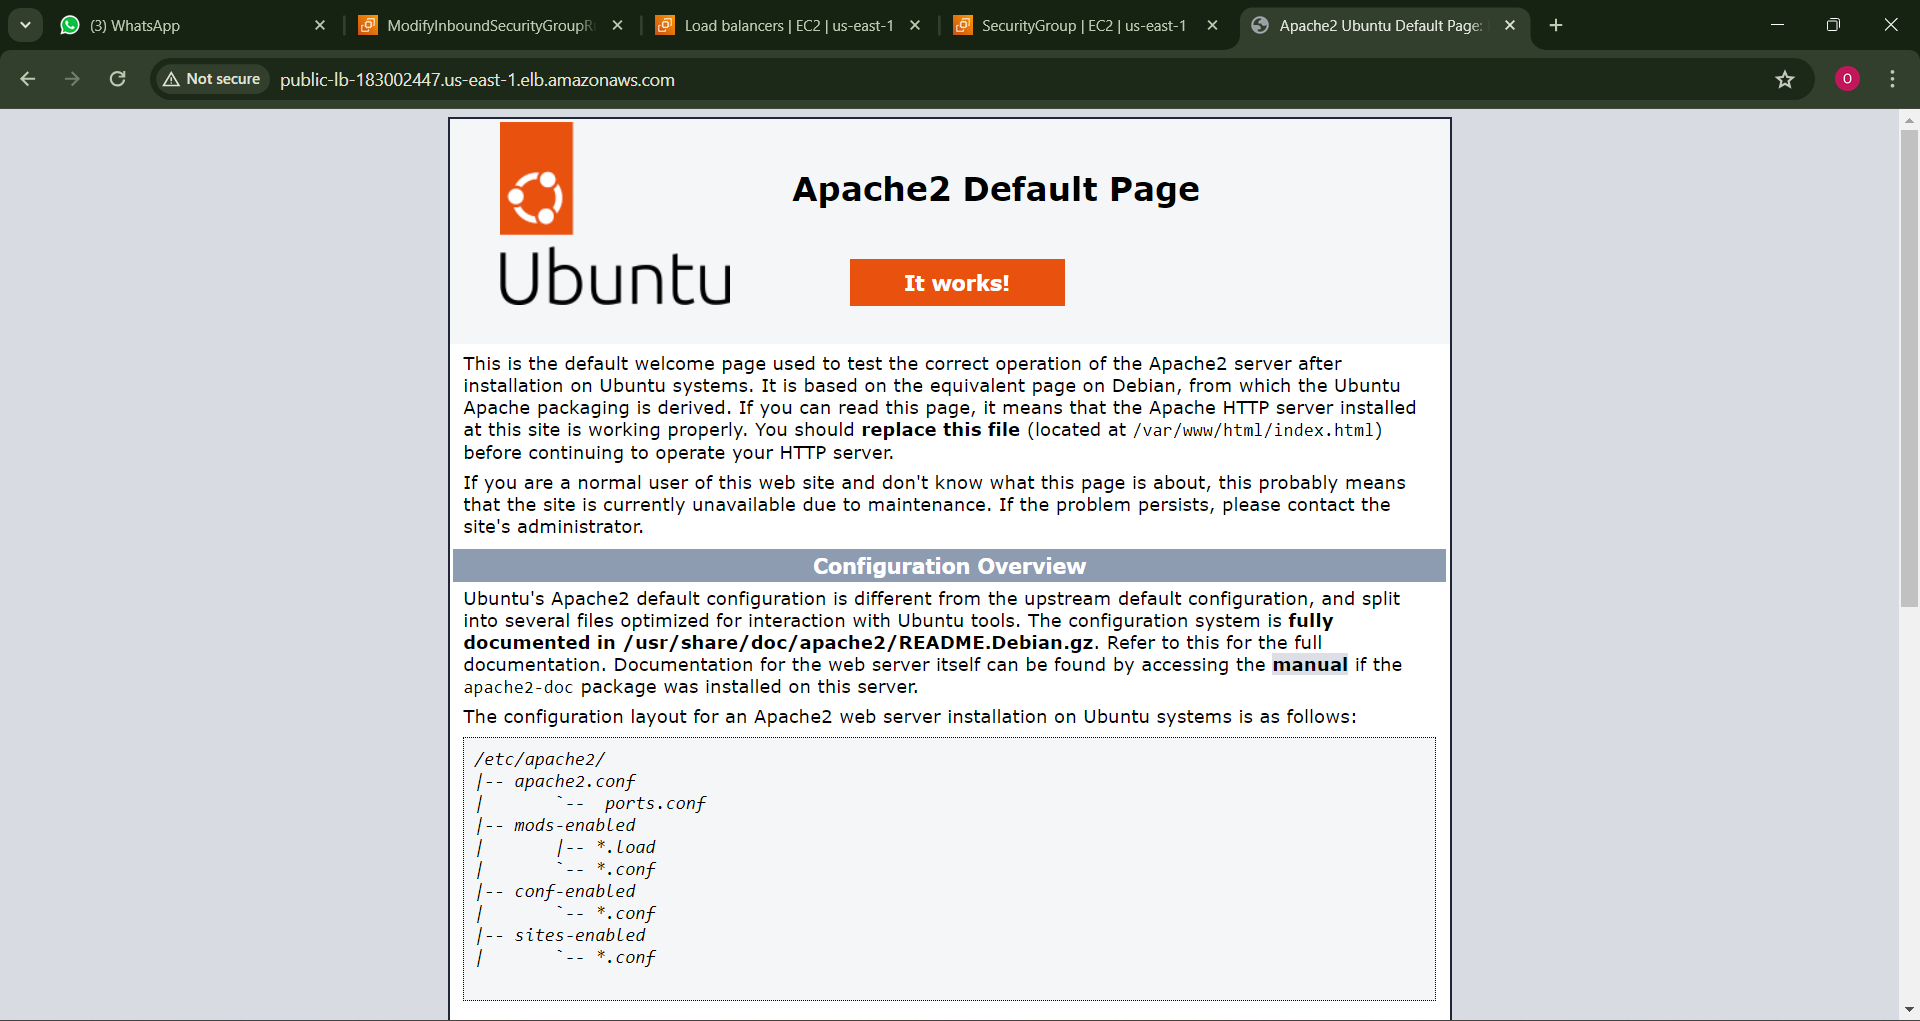 (3) WhatsApp
ModifyInboundSecurityGroupR
Load balancers | EC2 | us-east-1
SecurityGroup | EC2 | us-east-1
Apache2 Ubuntu Default Page:
Not secure
public-lb-183002447.us-east-1.elb.amazonaws.com
O
Ubuntu
Apache2 Default Page
It works!
This is the default welcome page used to test the correct operation of the Apache2 server after
installation on Ubuntu systems. It is based on the equivalent page on Debian, from which the Ubuntu
Apache packaging is derived. If you can read this page, it means that the Apache HTTP server installed
at this site is working properly. You should replace this file (located at /var/www/html/index.html)
before continuing to operate your HTTP server.
If you are a normal user of this web site and don't know what this page is about, this probably means
that the site is currently unavailable due to maintenance. If the problem persists, please contact the
site's administrator.
Configuration Overview
Ubuntu's Apache2 default configuration is different from the upstream default configuration, and split
into several files optimized for interaction with Ubuntu tools. The configuration system is fully
documented in /usr/share/doc/apache2/README.Debian.gz. Refer to this for the full
documentation. Documentation for the web server itself can be found by accessing the manual if the
apache2-doc package was installed on this server.
The configuration layout for an Apache2 web server installation on Ubuntu systems is as follows:
/etc/apache2/
|-- apache2.conf
|       `--  ports.conf
|-- mods-enabled
|       |-- *.load
|       `-- *.conf
|-- conf-enabled
|       `-- *.conf
|-- sites-enabled
|       `-- *.conf